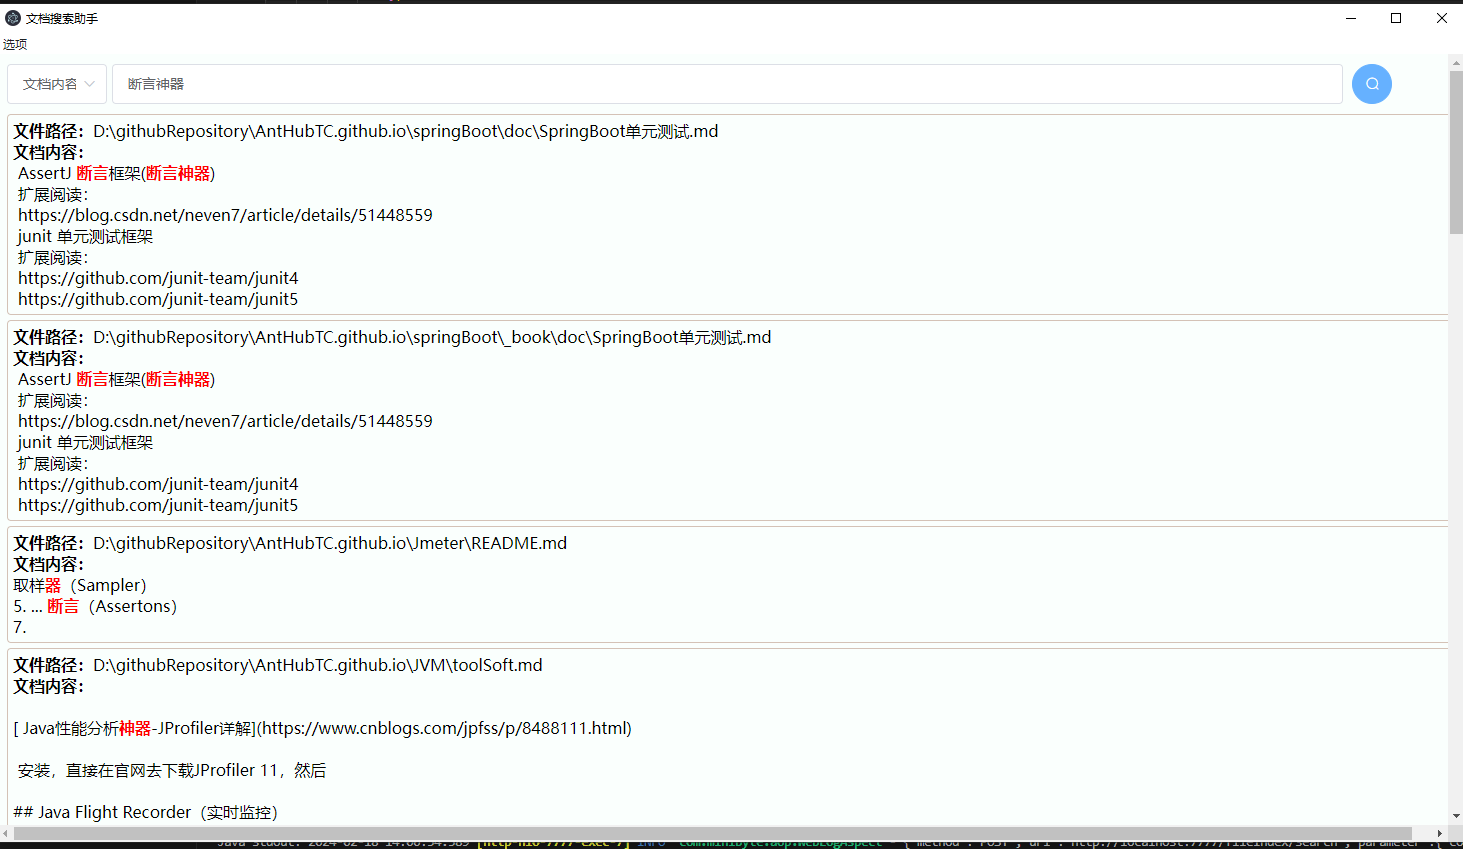 文档搜索助手
选项
文档内容 断言神器
文件路径：D:\githubRepository\AntHubTC.github.io\springBoot\doc\SpringBoot单元测试.md
文档内容：
AssertJ 断言框架(断言神器)
扩展阅读：
https://blog.csdn.net/neven7/article/details/51448559
junit 单元测试框架
扩展阅读：
https://github.com/junit-team/junit4
https://github.com/junit-team/junit5
文件路径：D:\githubRepository\AntHubTC.github.io\springBoot\_book\doc\SpringBoot单元测试.md
文档内容：
AssertJ 断言框架(断言神器)
扩展阅读：
https://blog.csdn.net/neven7/article/details/51448559
junit 单元测试框架
扩展阅读：
https://github.com/junit-team/junit4
https://github.com/junit-team/junit5
文件路径：D:\githubRepository\AntHubTC.github.io\Jmeter\README.md
文档内容：
取样器（Sampler）
5. ... 断言（Assertons）
7.
文件路径：D:\githubRepository\AntHubTC.github.io\JVM\toolSoft.md
文档内容：
[ Java性能分析神器-JProfiler详解](https://www.cnblogs.com/jpfss/p/8488111.html)
安装，直接在官网去下载JProfiler 11，然后
## Java Flight Recorder（实时监控）